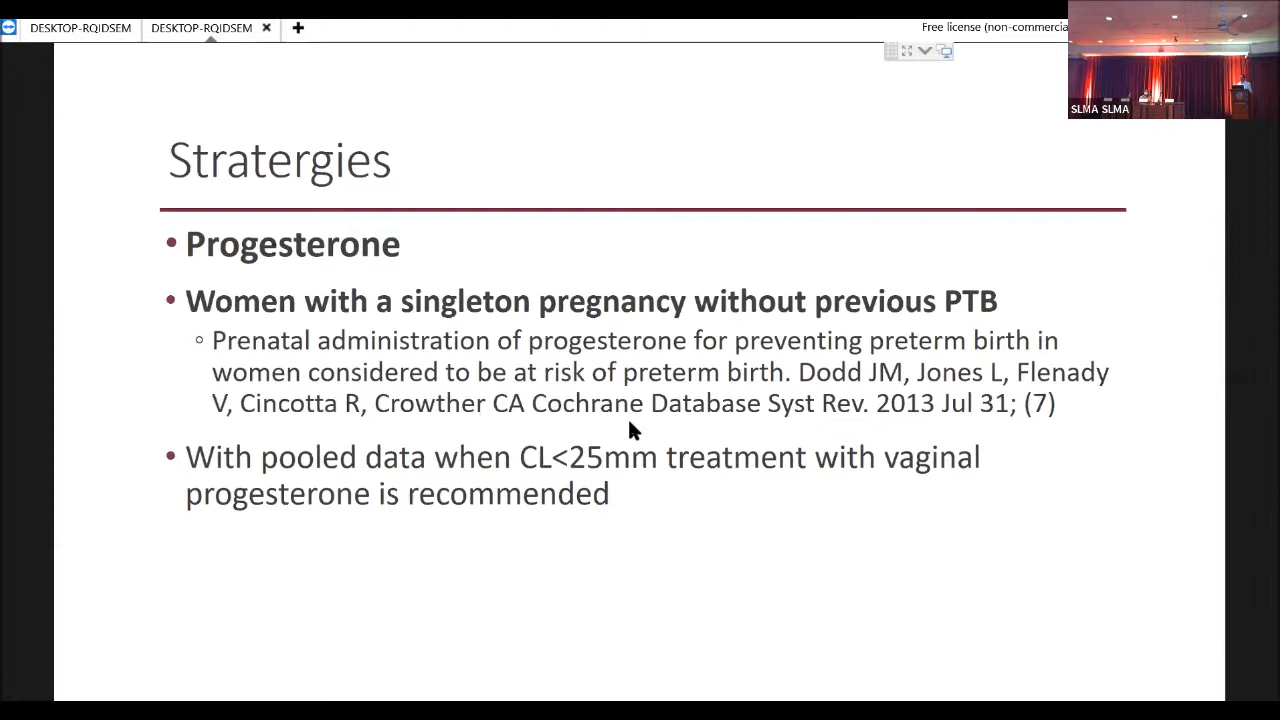 DESKTOP-RQIDSEM
DESKTOP-RQIDSEM
Free license (non-commercia
SLMA SLMA
Stratergies
• Progesterone
• Women with a singleton pregnancy without previous PTB
◦ Prenatal administration of progesterone for preventing preterm birth in
women considered to be at risk of preterm birth. Dodd JM, Jones L, Flenady
V, Cincotta R, Crowther CA Cochrane Database Syst Rev. 2013 Jul 31; (7)
• With pooled data when CL<25mm treatment with vaginal
progesterone is recommended